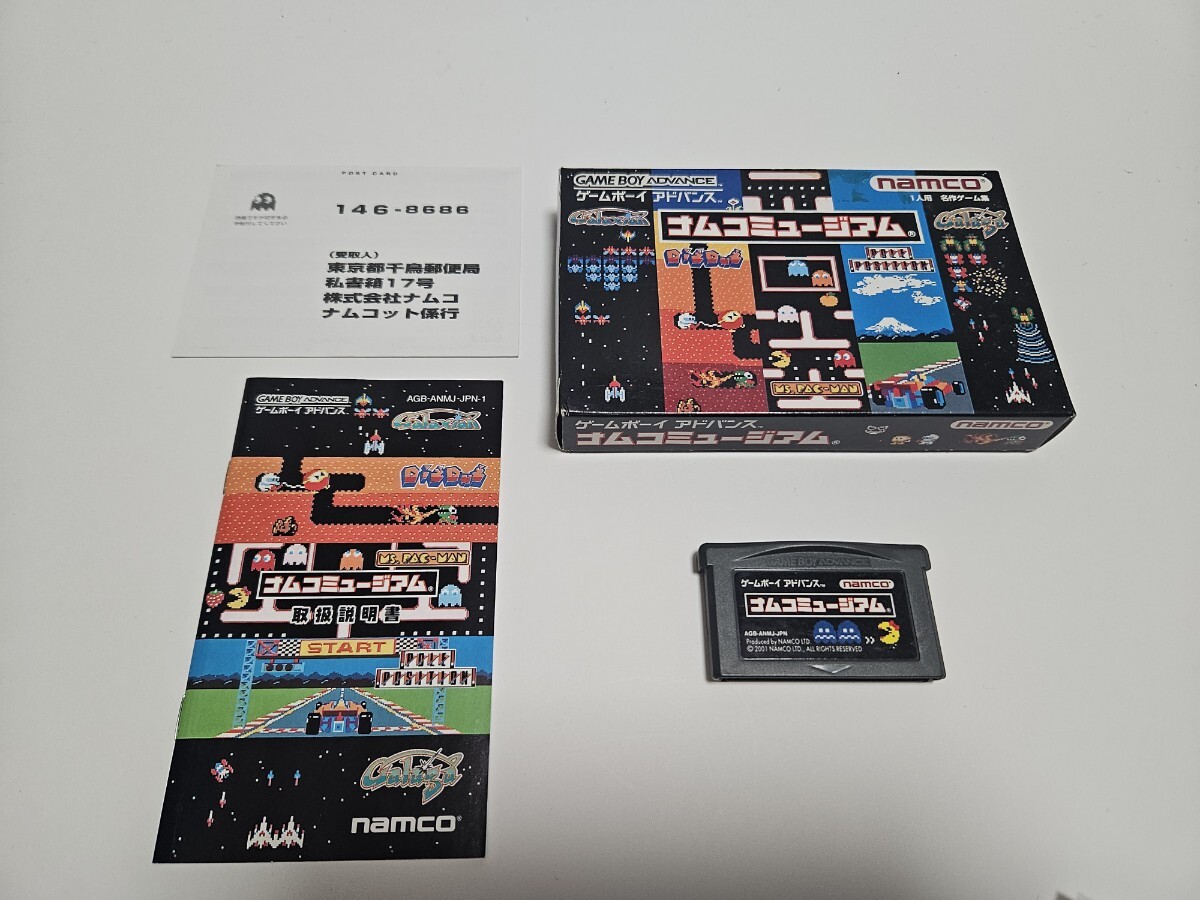 POST CARD
146-8686
(受取人)
東京都千鳥郵便局
私書箱17号
株式会社ナムコ
ナムコット係行
GAME BOY ADVANCE
ゲームボーイ アドバンス™
namco®
1人用 名作ゲーム集
Galaxian
ナムコミュージアム®
Galaga
DIG DUG
POLE
POSITION
MS. PAC-MAN
ゲームボーイ アドバンス™
ナムコミュージアム®
namco
GAME BOY ADVANCE
ゲームボーイ アドバンス
AGB-ANMJ-JPN-1
Galaxian
DIG DUG
MS. PAC-MAN
ナムコミュージアム®
取扱説明書
START
POLE
POSITION
Galaga
namco®
GAME BOY ADVANCE
ゲームボーイ アドバンス™
namco®
ナムコミュージアム®
AGB-ANMJ-JPN
Produced by NAMCO LTD.
© 2001 NAMCO LTD., ALL RIGHTS RESERVED